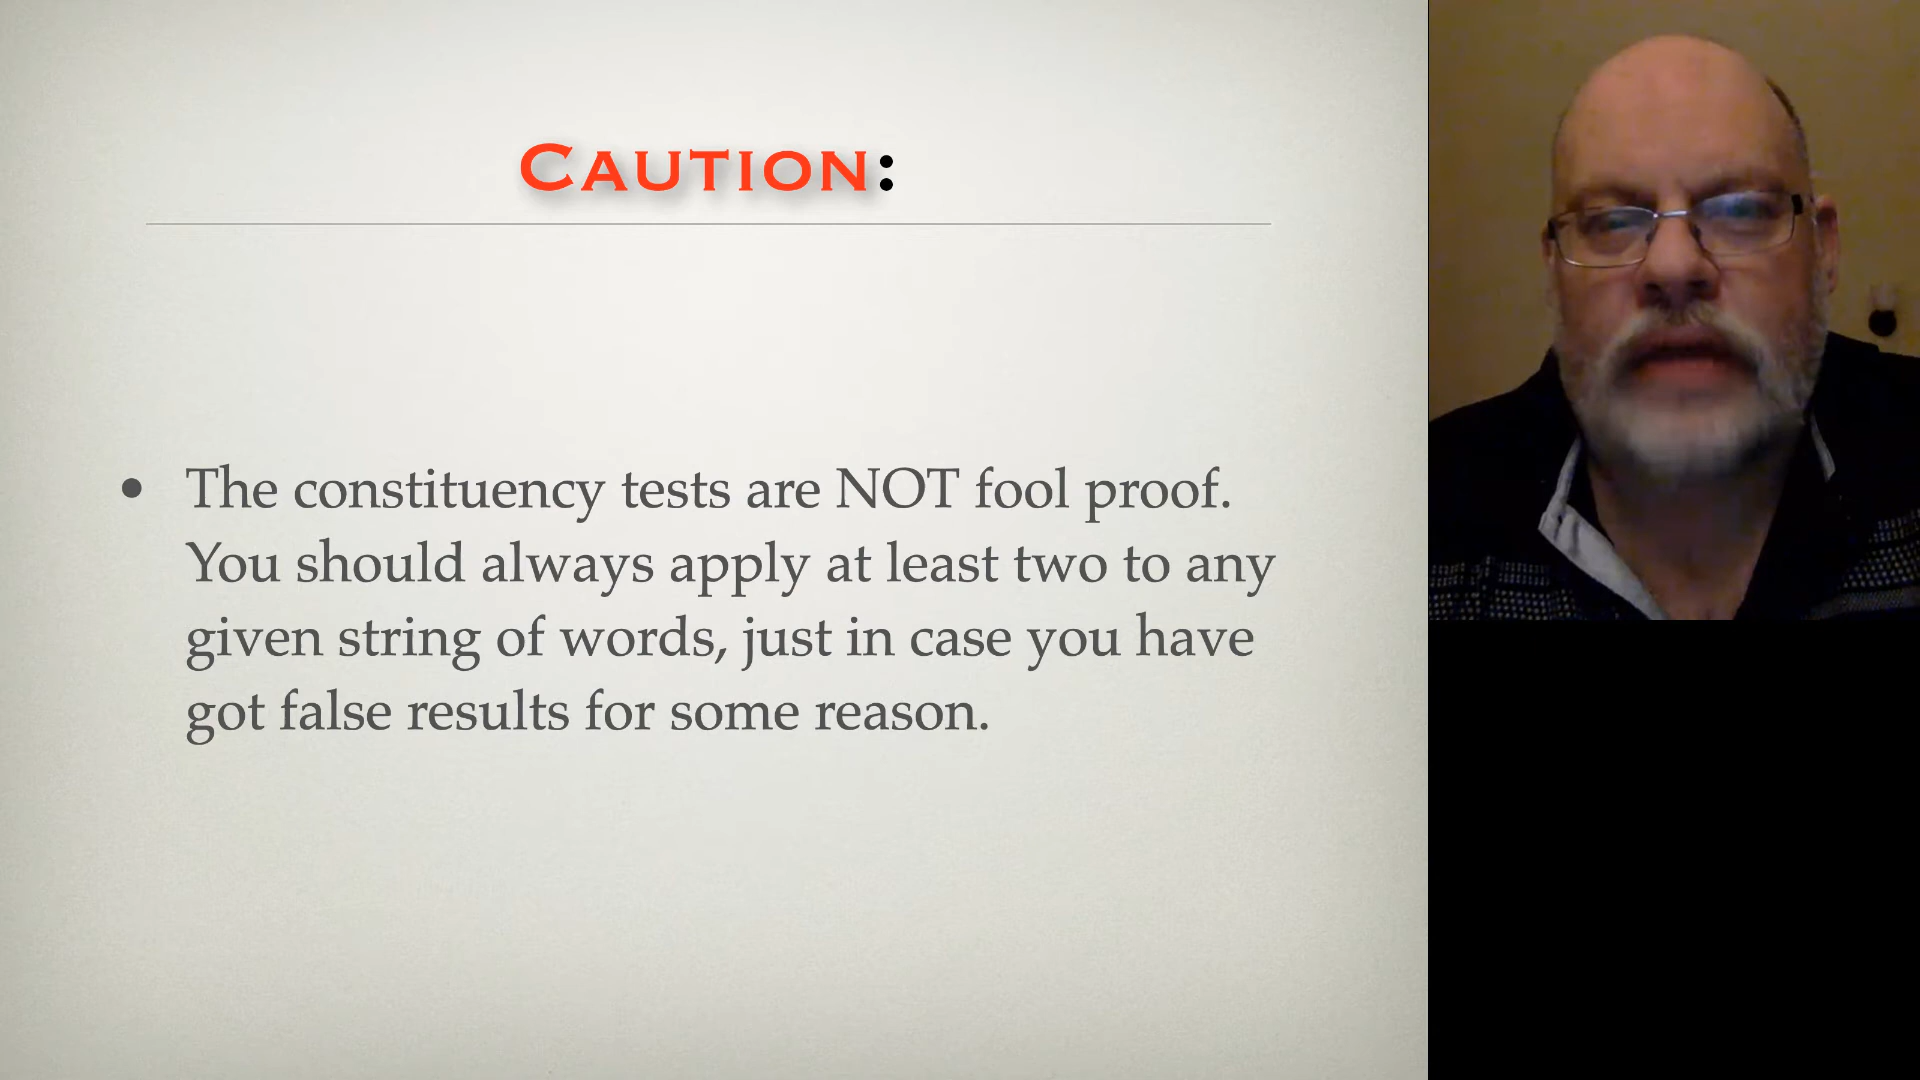 CAUTION:
• The constituency tests are NOT fool proof.
You should always apply at least two to any
given string of words, just in case you have
got false results for some reason.